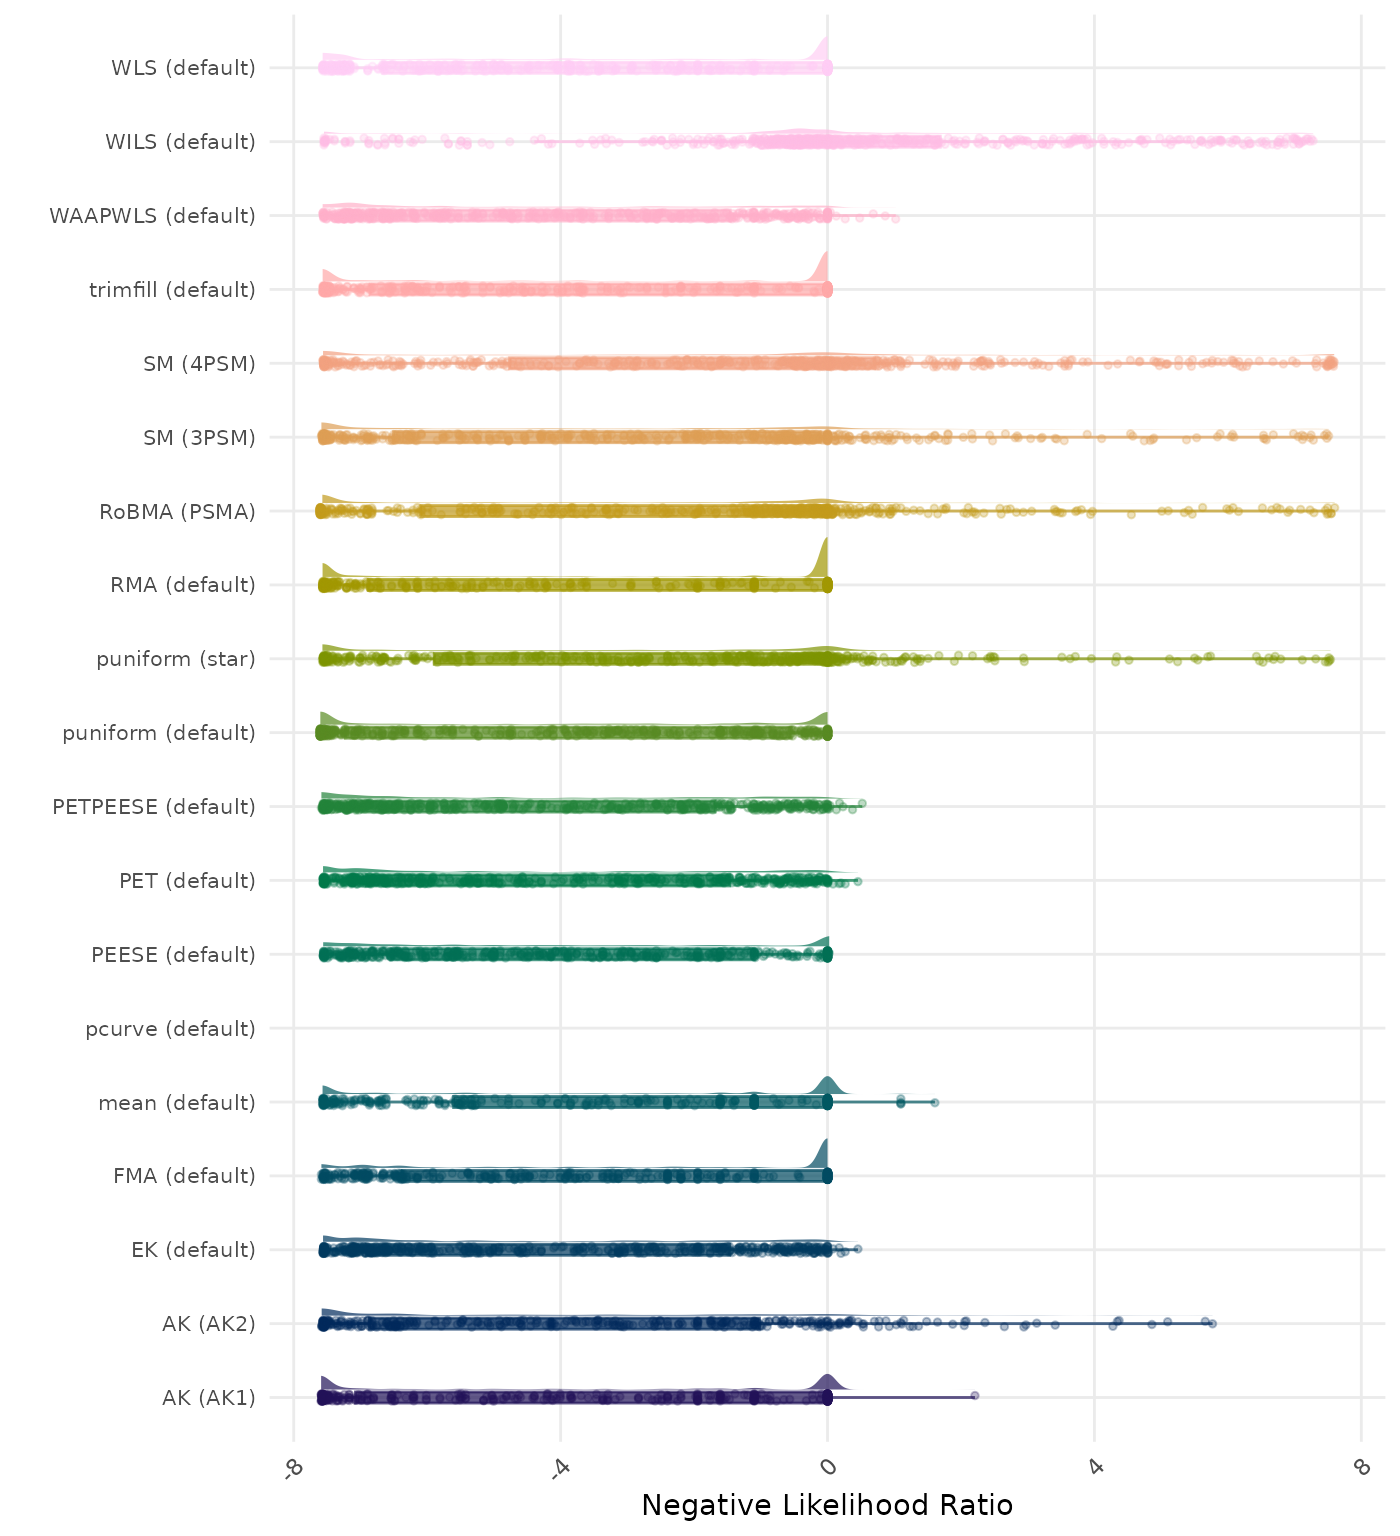 WLS (default)
WILS (default)
WAAPWLS (default)
trimfill (default)
SM (4PSM)
SM (3PSM)
RoBMA (PSMA)
RMA (default)
puniform (star)
puniform (default)
PETPEESE (default)
PET (default)
PEESE (default)
pcurve (default)
mean (default)
FMA (default)
EK (default)
AK (AK2)
AK (AK1)
-8 -4 0 4 8
Negative Likelihood Ratio